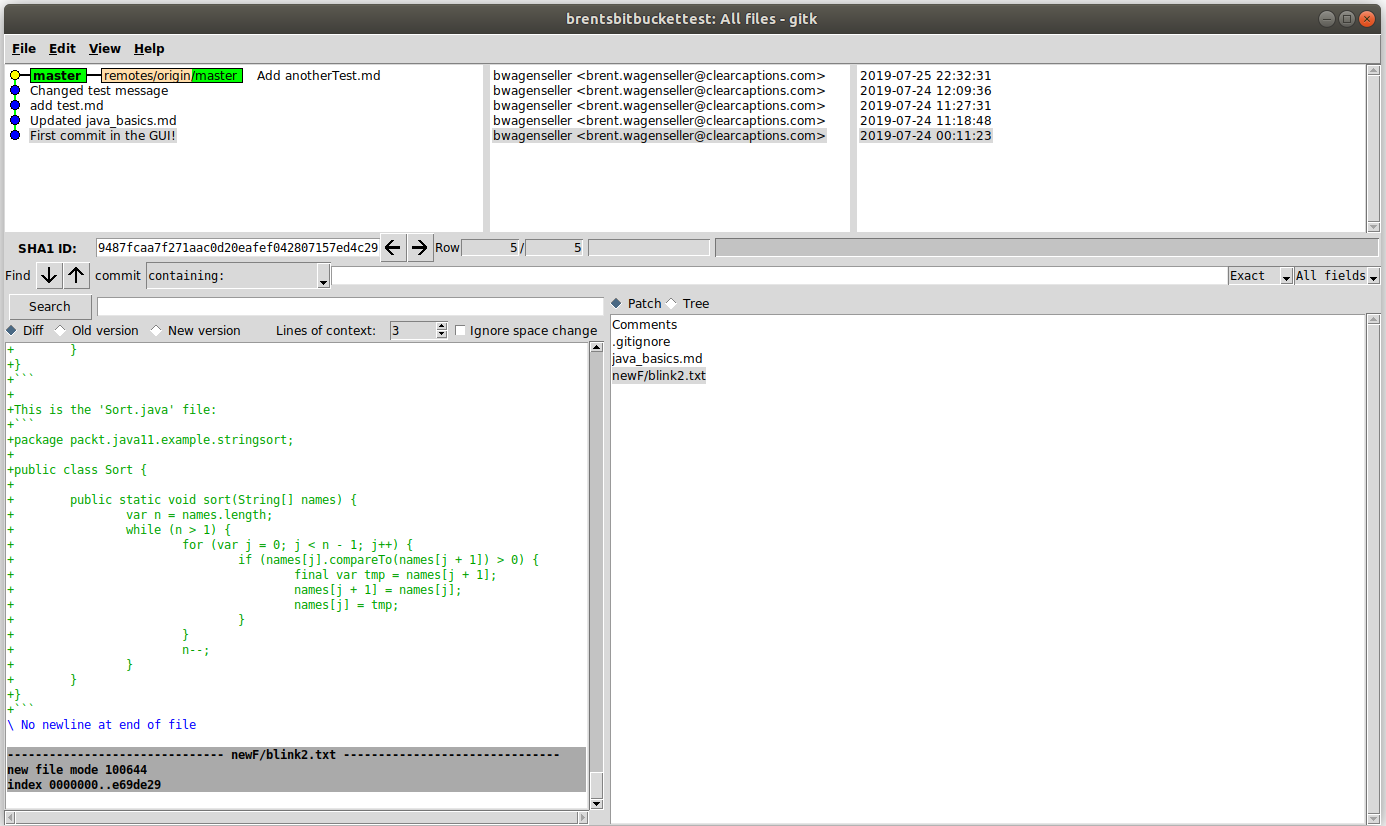 brentsbitbuckettest: All files - gitk
File Edit View Help
master remotes/origin/master Add anotherTest.md bwagenseller <brent.wagenseller@clearcaptions.com> 2019-07-25 22:32:31
Changed test message bwagenseller <brent.wagenseller@clearcaptions.com> 2019-07-24 12:09:36
add test.md bwagenseller <brent.wagenseller@clearcaptions.com> 2019-07-24 11:27:31
Updated java_basics.md bwagenseller <brent.wagenseller@clearcaptions.com> 2019-07-24 11:18:48
First commit in the GUI! bwagenseller <brent.wagenseller@clearcaptions.com> 2019-07-24 00:11:23
SHA1 ID: 9487fcaa7f271aac0d20eafef042807157ed4c29 Row 5 / 5
Find commit containing: Exact All fields
Search
Diff Old version New version Lines of context: 3 Ignore space change
+        }
+}
+```
+
+This is the 'Sort.java' file:
+```
+package packt.java11.example.stringsort;
+
+public class Sort {
+
+        public static void sort(String[] names) {
+                var n = names.length;
+                while (n > 1) {
+                        for (var j = 0; j < n - 1; j++) {
+                                if (names[j].compareTo(names[j + 1]) > 0) {
+                                        final var tmp = names[j + 1];
+                                        names[j + 1] = names[j];
+                                        names[j] = tmp;
+                                }
+                        }
+                        n--;
+                }
+        }
+}
+```
\ No newline at end of file
------------------------------- newF/blink2.txt -------------------------------
new file mode 100644
index 0000000..e69de29
Patch Tree
Comments
.gitignore
java_basics.md
newF/blink2.txt